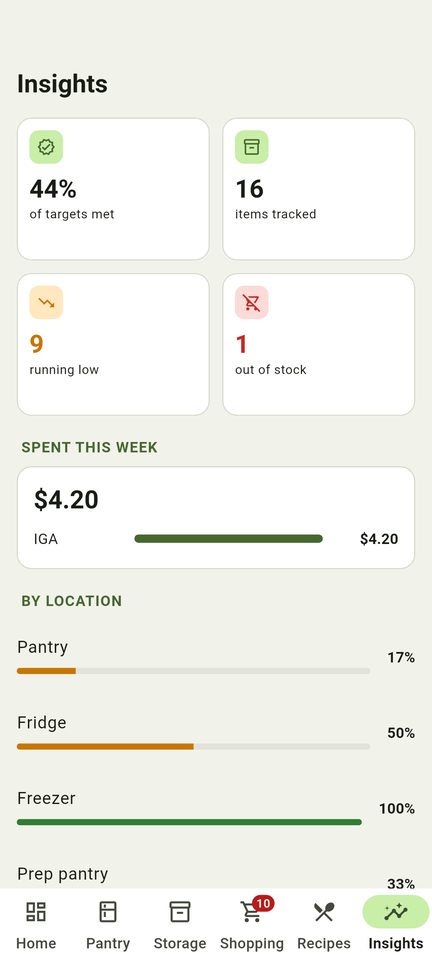 Insights
44%
of targets met
16
items tracked
9
running low
1
out of stock
SPENT THIS WEEK
$4.20
IGA $4.20
BY LOCATION
Pantry 17%
Fridge 50%
Freezer 100%
Prep pantry 33%
10
Home Pantry Storage Shopping Recipes Insights